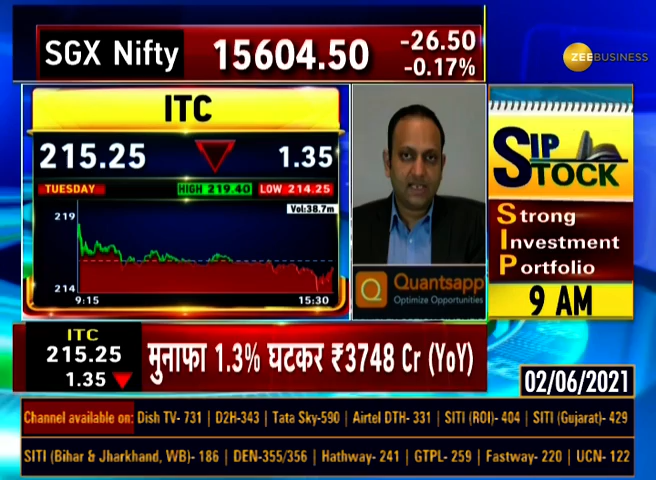 SGX Nifty 15604.50 -26.50
-0.17%
ZEEBUSINESS
ITC
215.25 1.35
TUESDAY HIGH 219.40 LOW 214.25
Vol:38.7m
219
214
9:15 15:30
Quantsapp
Optimize Opportunities
SIP
STOCK
Strong
Investment
Portfolio
9 AM
ITC
215.25
1.35
मुनाफा 1.3% घटकर ₹3748 Cr (YoY)
02/06/2021
Channel available on: Dish TV- 731 | D2H-343 | Tata Sky-590 | Airtel DTH- 331 | SITI (ROI)- 404 | SITI (Gujarat)- 429
SITI (Bihar & Jharkhand, WB)- 186 | DEN-355/356 | Hathway- 241 | GTPL- 259 | Fastway- 220 | UCN- 122